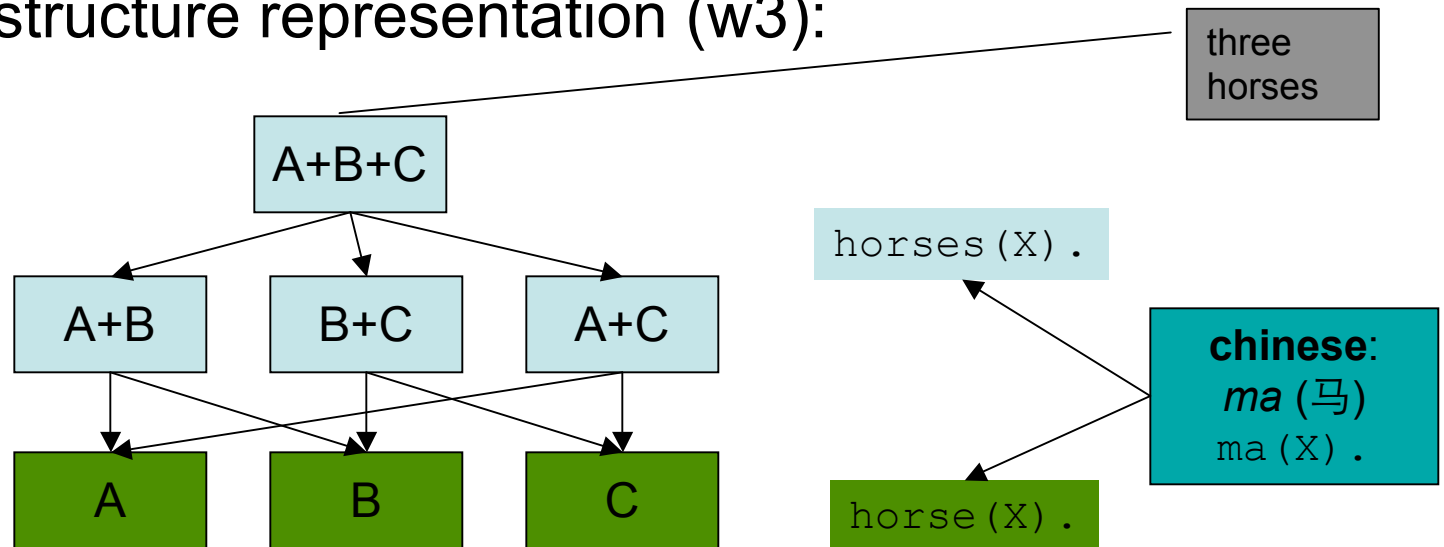 structure representation (w3):
three
horses
A+B+C
horses(X).
A+B
B+C
A+C
chinese:
ma (马)
ma(X).
A
B
C
horse(X).